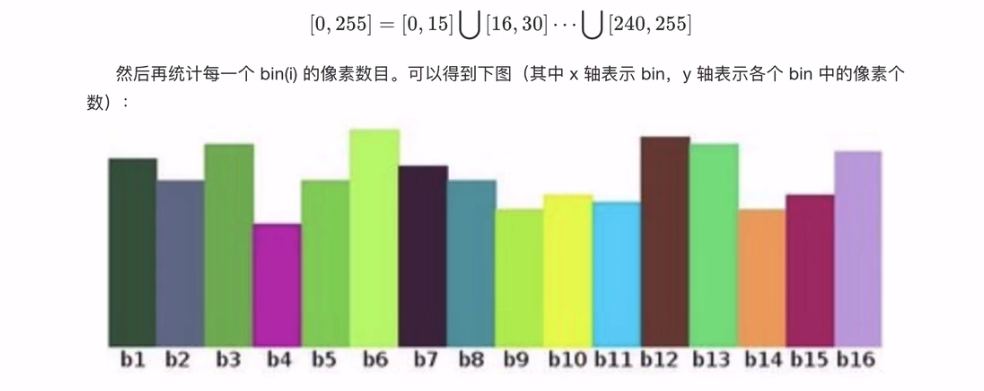 [0, 255] = [0, 15] ⋃ [16, 30] ⋯ ⋃ [240, 255]
然后再统计每一个 bin(i) 的像素数目。可以得到下图（其中 x 轴表示 bin，y 轴表示各个 bin 中的像素个
数）：
b1 b2 b3 b4 b5 b6 b7 b8 b9 b10 b11 b12 b13 b14 b15 b16